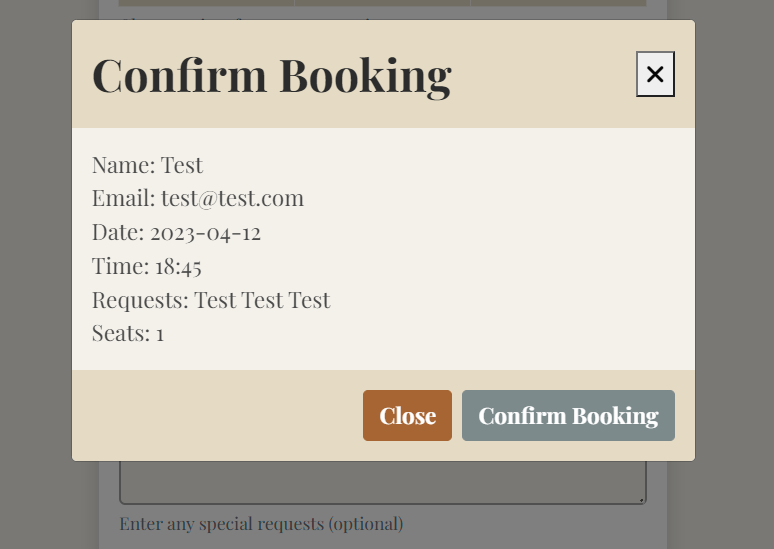 Confirm Booking
Name: Test
Email: test@test.com
Date: 2023-04-12
Time: 18:45
Requests: Test Test Test
Seats: 1
Close
Confirm Booking
Enter any special requests (optional)